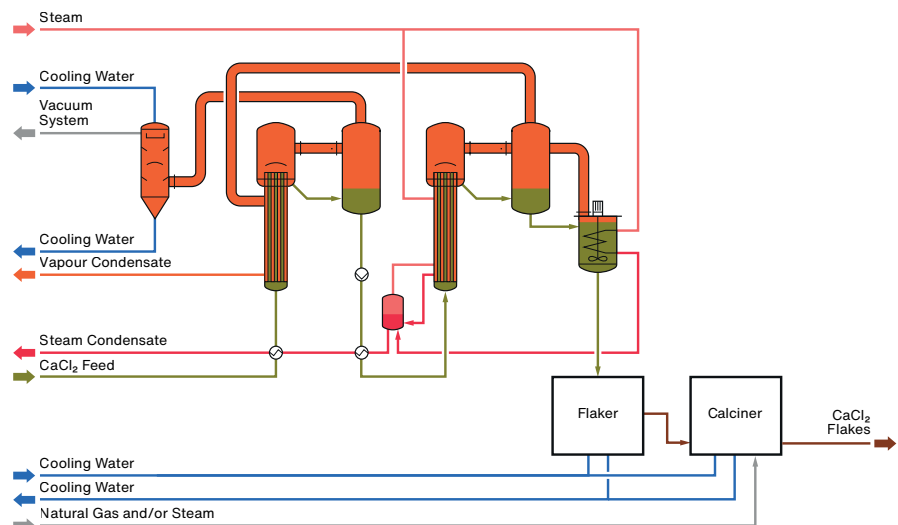 Steam
Cooling Water
Vacuum
System
Cooling Water
Vapour Condensate
Steam Condensate
CaCl₂ Feed
Flaker
Calciner
CaCl₂
Flakes
Cooling Water
Cooling Water
Natural Gas and/or Steam